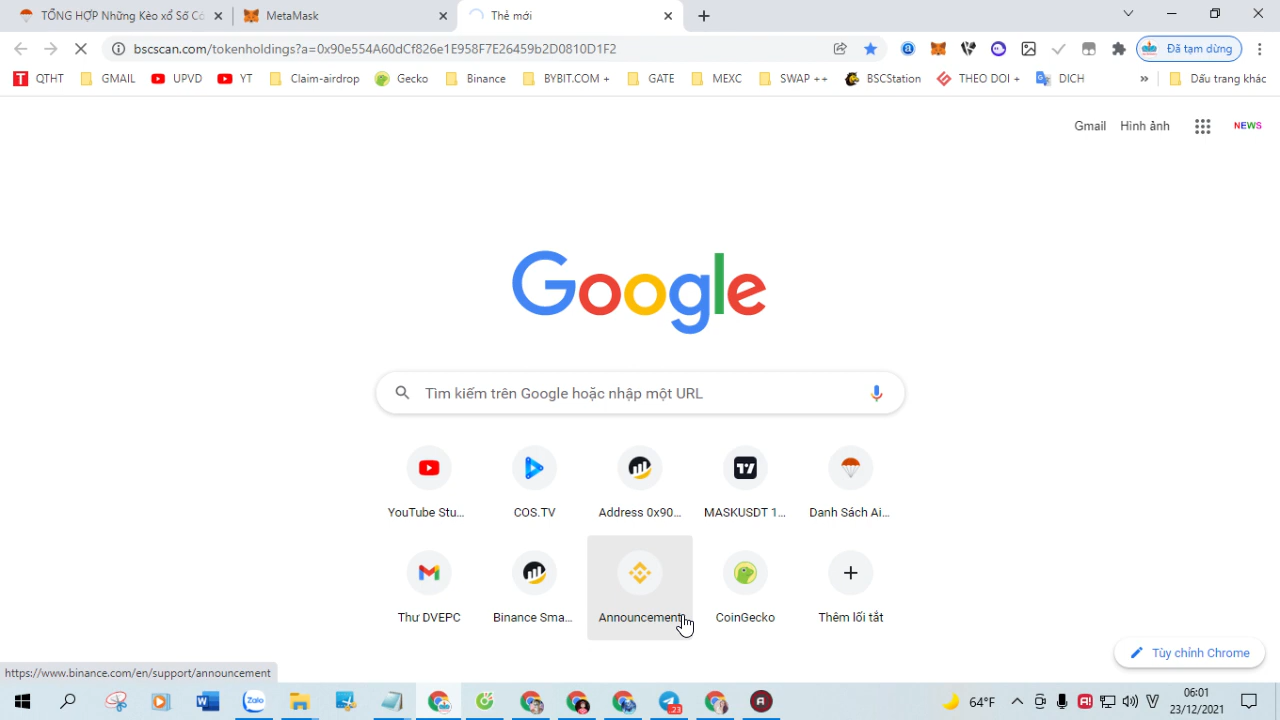 TỔNG HỢP Những Kèo xổ Số Có
MetaMask
Thẻ mới
bscscan.com/tokenholdings?a=0x90e554A60dCf826e1E958F7E26459b2D0810D1F2
Đã tạm dừng
QTHT
GMAIL
UPVD
YT
Claim-airdrop
Gecko
Binance
BYBIT.COM +
GATE
MEXC
SWAP ++
BSCStation
THEO DOI +
DICH
»
Dấu trang khác
Gmail
Hình ảnh
NEWS
Google
Tìm kiếm trên Google hoặc nhập một URL
YouTube Stu...
COS.TV
Address 0x90...
MASKUSDT 1...
Danh Sách Ai...
Thư DVEPC
Binance Sma...
Announcement
CoinGecko
Thêm lối tắt
Tùy chỉnh Chrome
https://www.binance.com/en/support/announcement
Zalo
23
64°F
06:01
23/12/2021